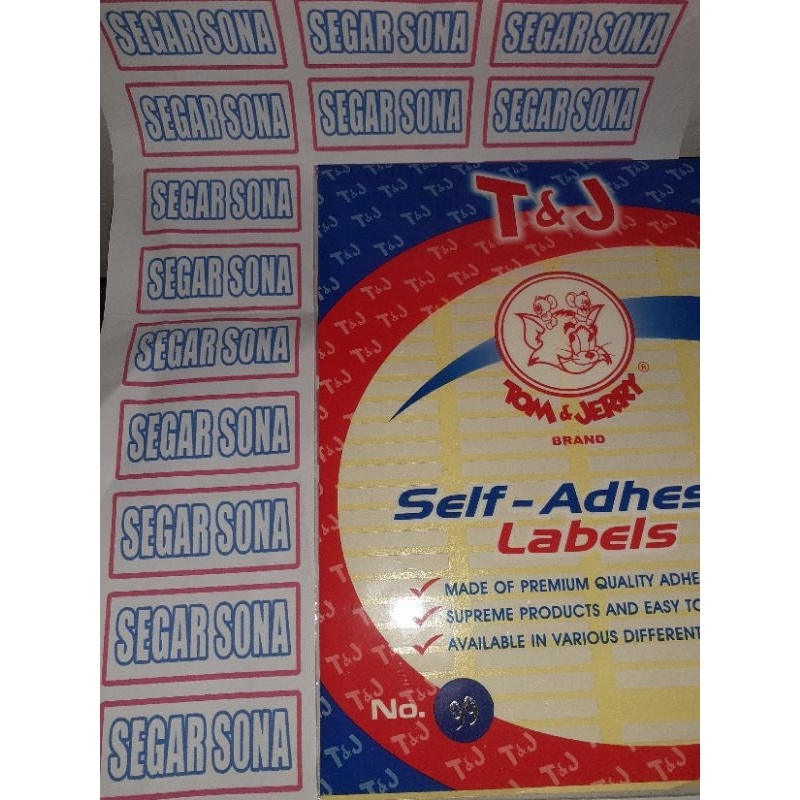 SEGAR SONA SEGAR SONA SEGAR SONA
SEGAR SONA SEGAR SONA SEGAR SONA
SEGAR SONA
SEGAR SONA
SEGAR SONA
SEGAR SONA
SEGAR SONA
SEGAR SONA
SEGAR SONA
T&J
TOM & JERRY ®
BRAND
Self-Adhes
Labels
MADE OF PREMIUM QUALITY ADHE
SUPREME PRODUCTS AND EASY TO
AVAILABLE IN VARIOUS DIFFERENT
No. 99